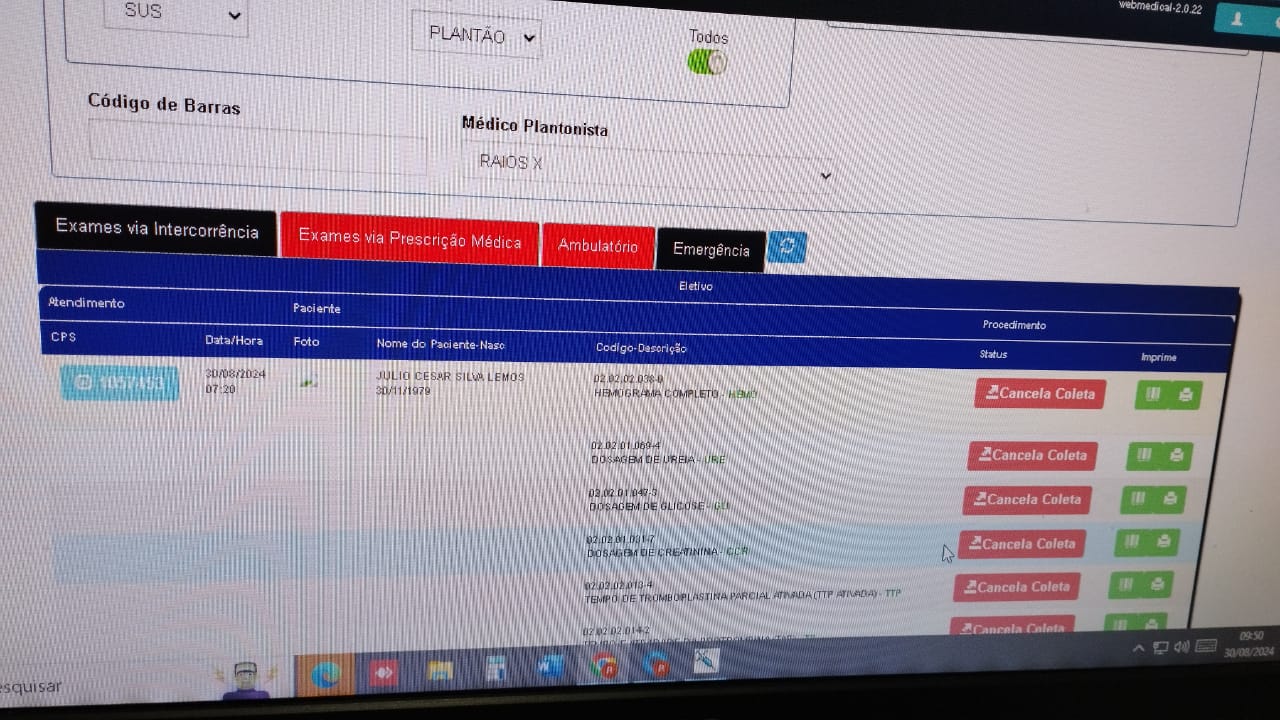 webmedical-2.0.22
SUS
PLANTÃO
Todos
Código de Barras
Médico Plantonista
RAIOS X
Exames via Intercorrência
Exames via Prescrição Médica
Ambulatório
Emergência
Eletivo
Atendimento
Paciente
Procedimento
CPS
Data/Hora
Foto
Nome do Paciente-Nasc
Codigo-Descrição
Status
Imprime
30/08/2024
07:20
JULIO CESAR SILVA LEMOS
30/11/1979
02.02.02.038-0
HEMOGRAMA COMPLETO - HEMO
Cancela Coleta
02.02.01.069-4
DOSAGEM DE UREIA - URE
Cancela Coleta
02.02.01.047-3
DOSAGEM DE GLICOSE - GLI
Cancela Coleta
02.02.01.031-7
DOSAGEM DE CREATININA - CCR
Cancela Coleta
02.02.02.013-4
TEMPO DE TROMBOPLASTINA PARCIAL ATIVADA (TTP ATIVADA) - TTP
Cancela Coleta
02.02.02.014-2
Cancela Coleta
esquisar
09:50
30/08/2024